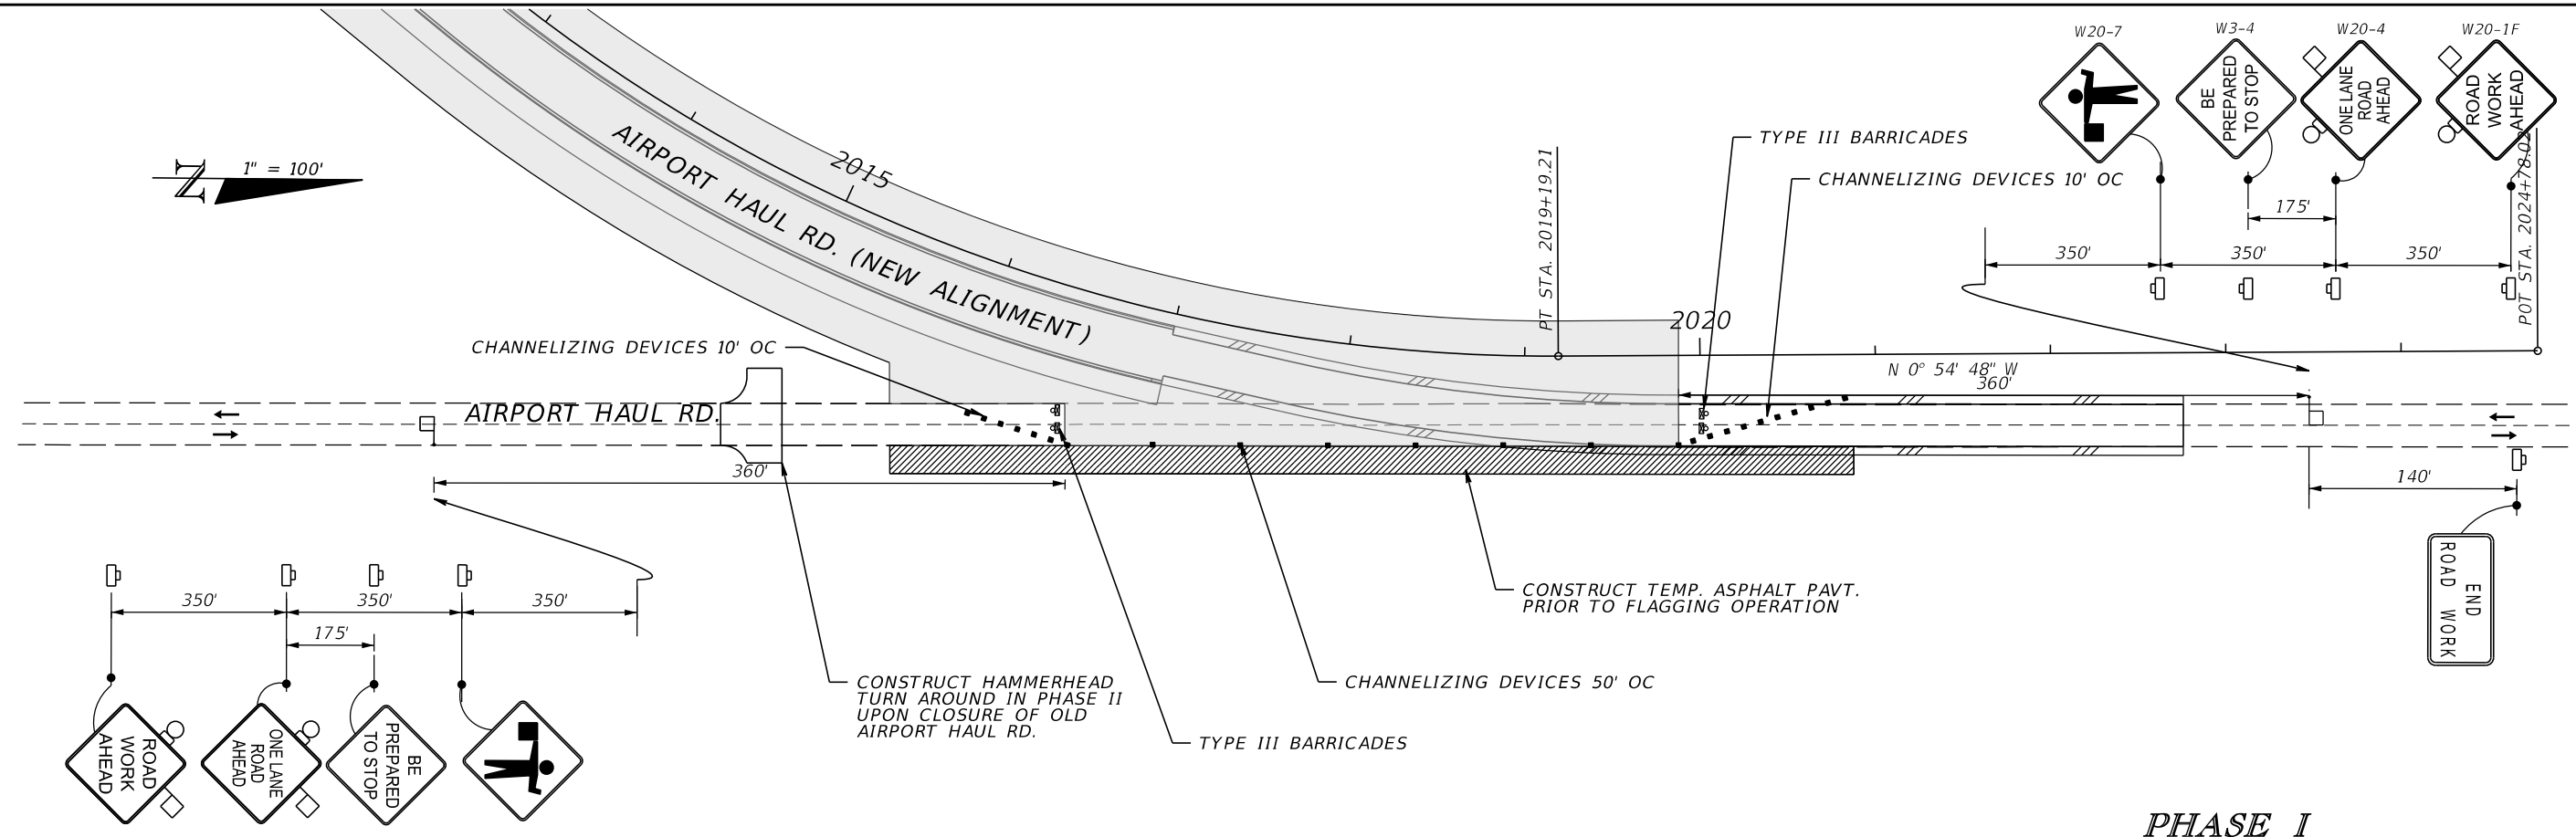 W20-7
W3-4
W20-4
W20-1F
BE
PREPARED
TO STOP
ONE LANE
ROAD
AHEAD
ROAD
WORK
AHEAD
TYPE III BARRICADES
CHANNELIZING DEVICES 10' OC
N
1" = 100'
2015
AIRPORT HAUL RD. (NEW ALIGNMENT)
PT STA. 2019+19.21
2020
POT STA. 2024+78.02
175'
350'
350'
350'
CHANNELIZING DEVICES 10' OC
N 0° 54' 48" W
360'
AIRPORT HAUL RD.
360'
140'
END
ROAD WORK
350'
350'
350'
175'
CONSTRUCT TEMP. ASPHALT PAVT.
PRIOR TO FLAGGING OPERATION
CONSTRUCT HAMMERHEAD
TURN AROUND IN PHASE II
UPON CLOSURE OF OLD
AIRPORT HAUL RD.
CHANNELIZING DEVICES 50' OC
TYPE III BARRICADES
ROAD
WORK
AHEAD
ONE LANE
ROAD
AHEAD
BE
PREPARED
TO STOP
PHASE I